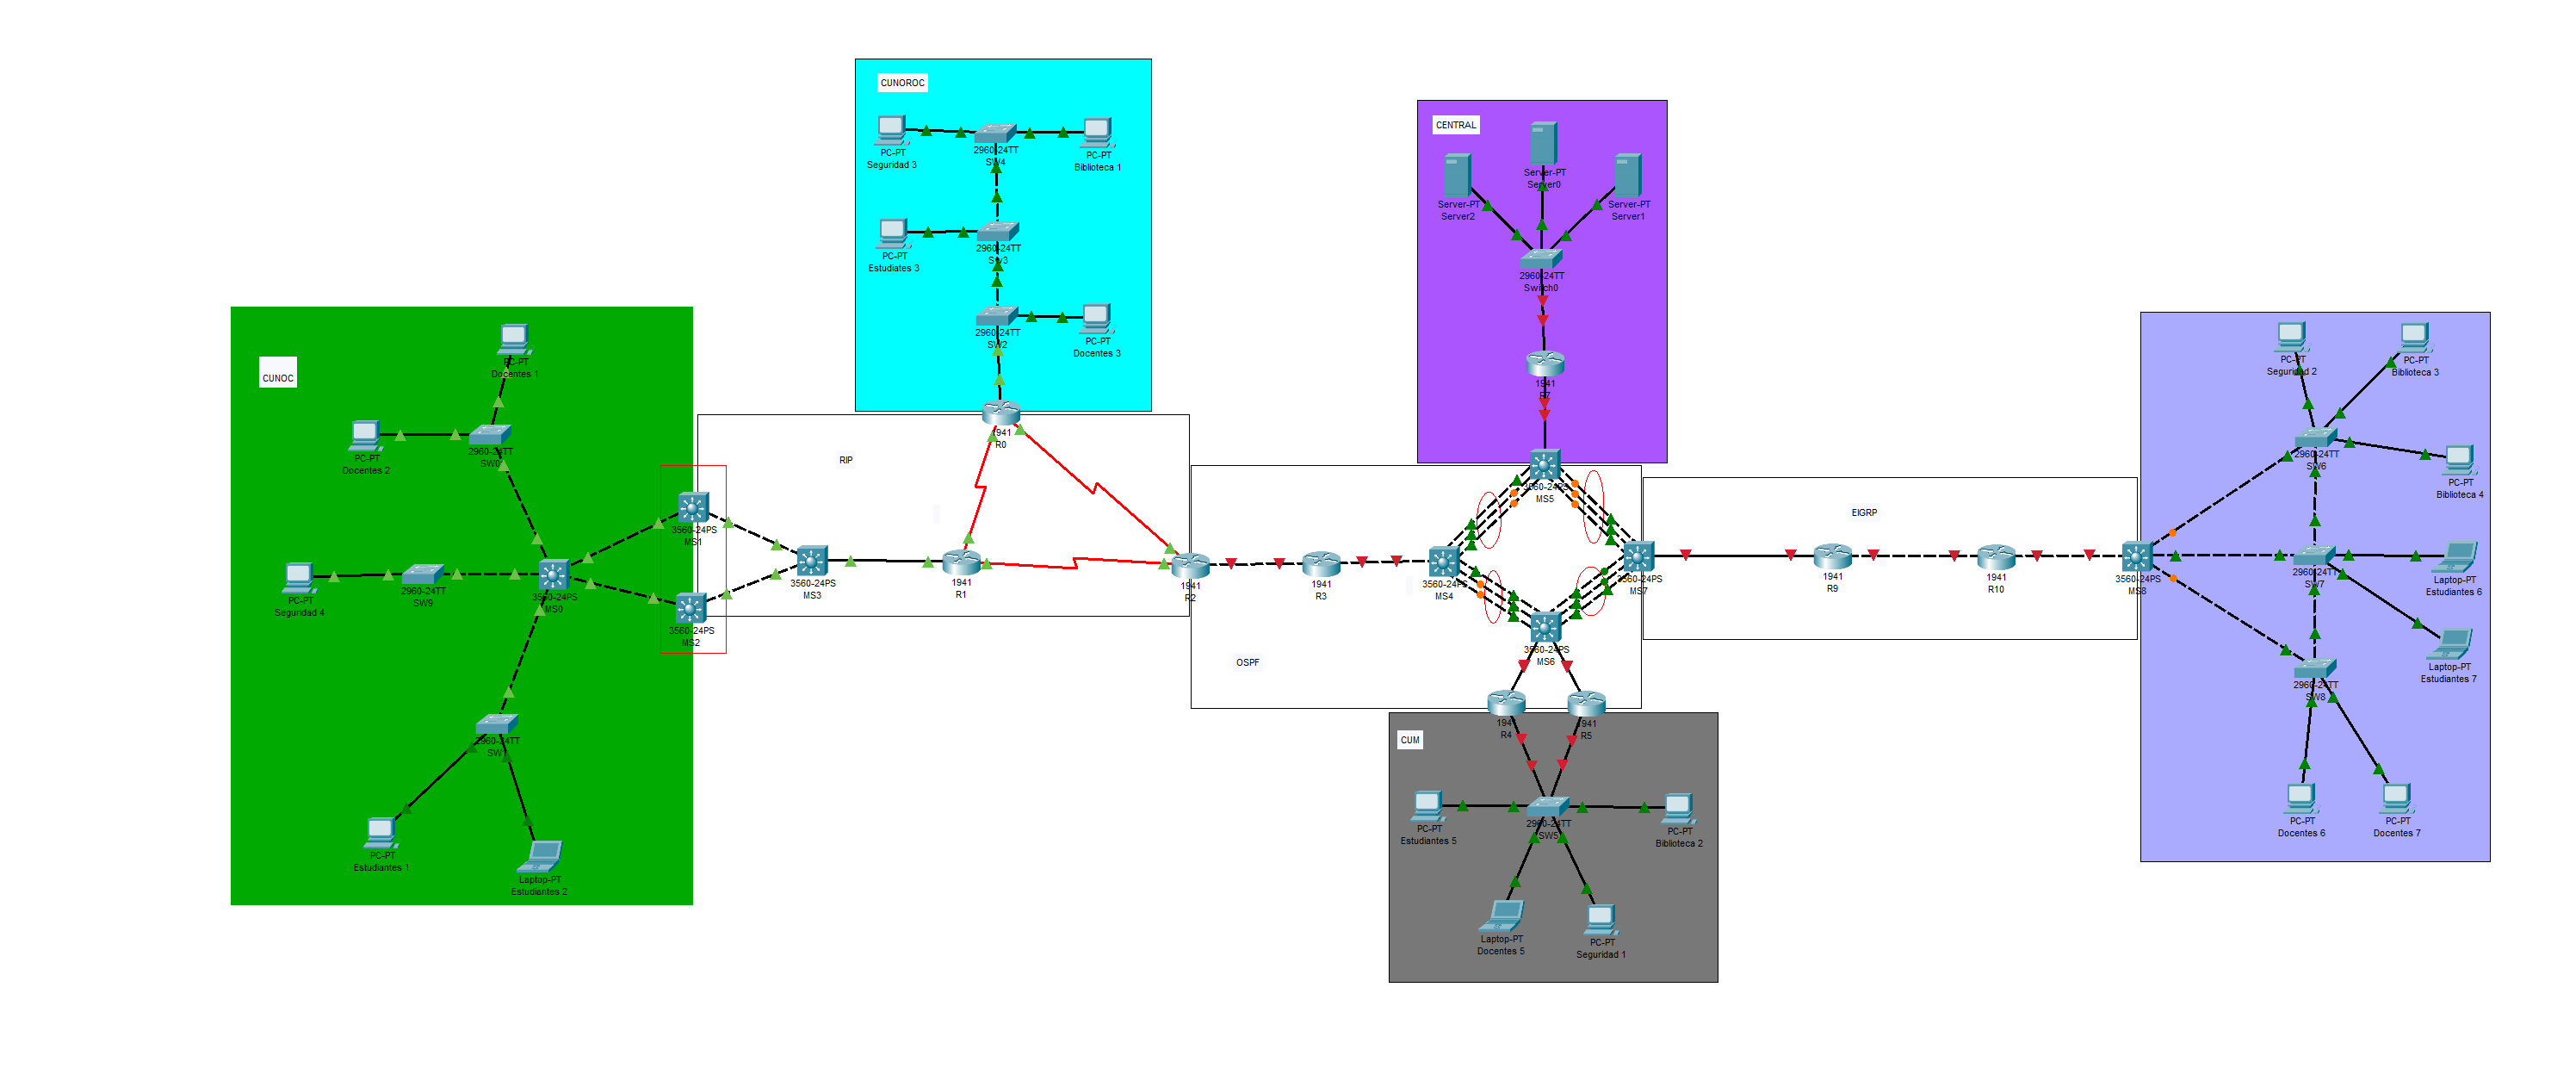 CUNOROC
PC-PT
Seguridad 3
2960-24TT
SW4
PC-PT
Biblioteca 1
PC-PT
Estudiates 3
2960-24TT
SW3
2960-24TT
SW2
PC-PT
Docentes 3
1941
R0
CENTRAL
Server-PT
Server2
Server-PT
Server0
Server-PT
Server1
2960-24TT
Switch0
1941
R7
3560-24PS
MS5
CUNOC
PC-PT
Docentes 1
PC-PT
Docentes 2
2960-24TT
SW0
PC-PT
Seguridad 4
2960-24TT
SW9
3560-24PS
MS0
2960-24TT
PC-PT
Estudiantes 1
Laptop-PT
Estudiantes 2
3560-24PS
MS1
3560-24PS
MS2
RIP
3560-24PS
MS3
1941
R1
1941
R2
OSPF
1941
R3
3560-24PS
MS4
3560-24PS
MS7
3560-24PS
MS6
1941
R4
1941
R5
CUM
PC-PT
Estudiantes 5
2960-24TT
SW5
PC-PT
Biblioteca 2
Laptop-PT
Docentes 5
PC-PT
Seguridad 1
EIGRP
1941
R9
1941
R10
3560-24PS
MS8
PC-PT
Seguridad 2
PC-PT
Biblioteca 3
2960-24TT
SW6
PC-PT
Biblioteca 4
2960-24TT
SW7
Laptop-PT
Estudiantes 6
Laptop-PT
Estudiantes 7
2960-24TT
SW8
PC-PT
Docentes 6
PC-PT
Docentes 7